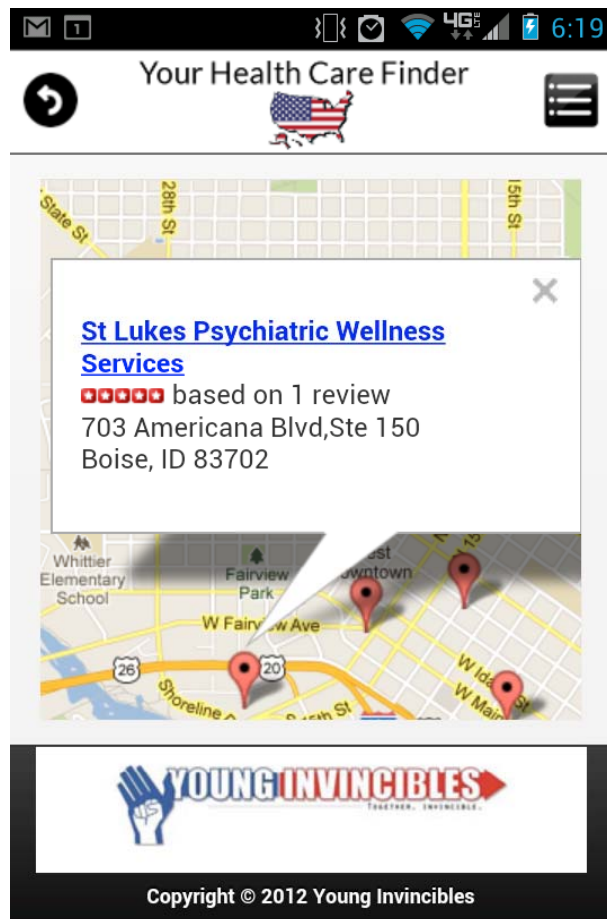 1
4G
6:19
Your Health Care Finder
State St
28th St
15th St
St Lukes Psychiatric Wellness
Services
based on 1 review
703 Americana Blvd,Ste 150
Boise, ID 83702
Whittier
Elementary
School
Fairview
Park
W Fairview Ave
26
20
Shoreline
W Main
YOUNG INVINCIBLES
TOGETHER. INVINCIBLE.
Copyright © 2012 Young Invincibles